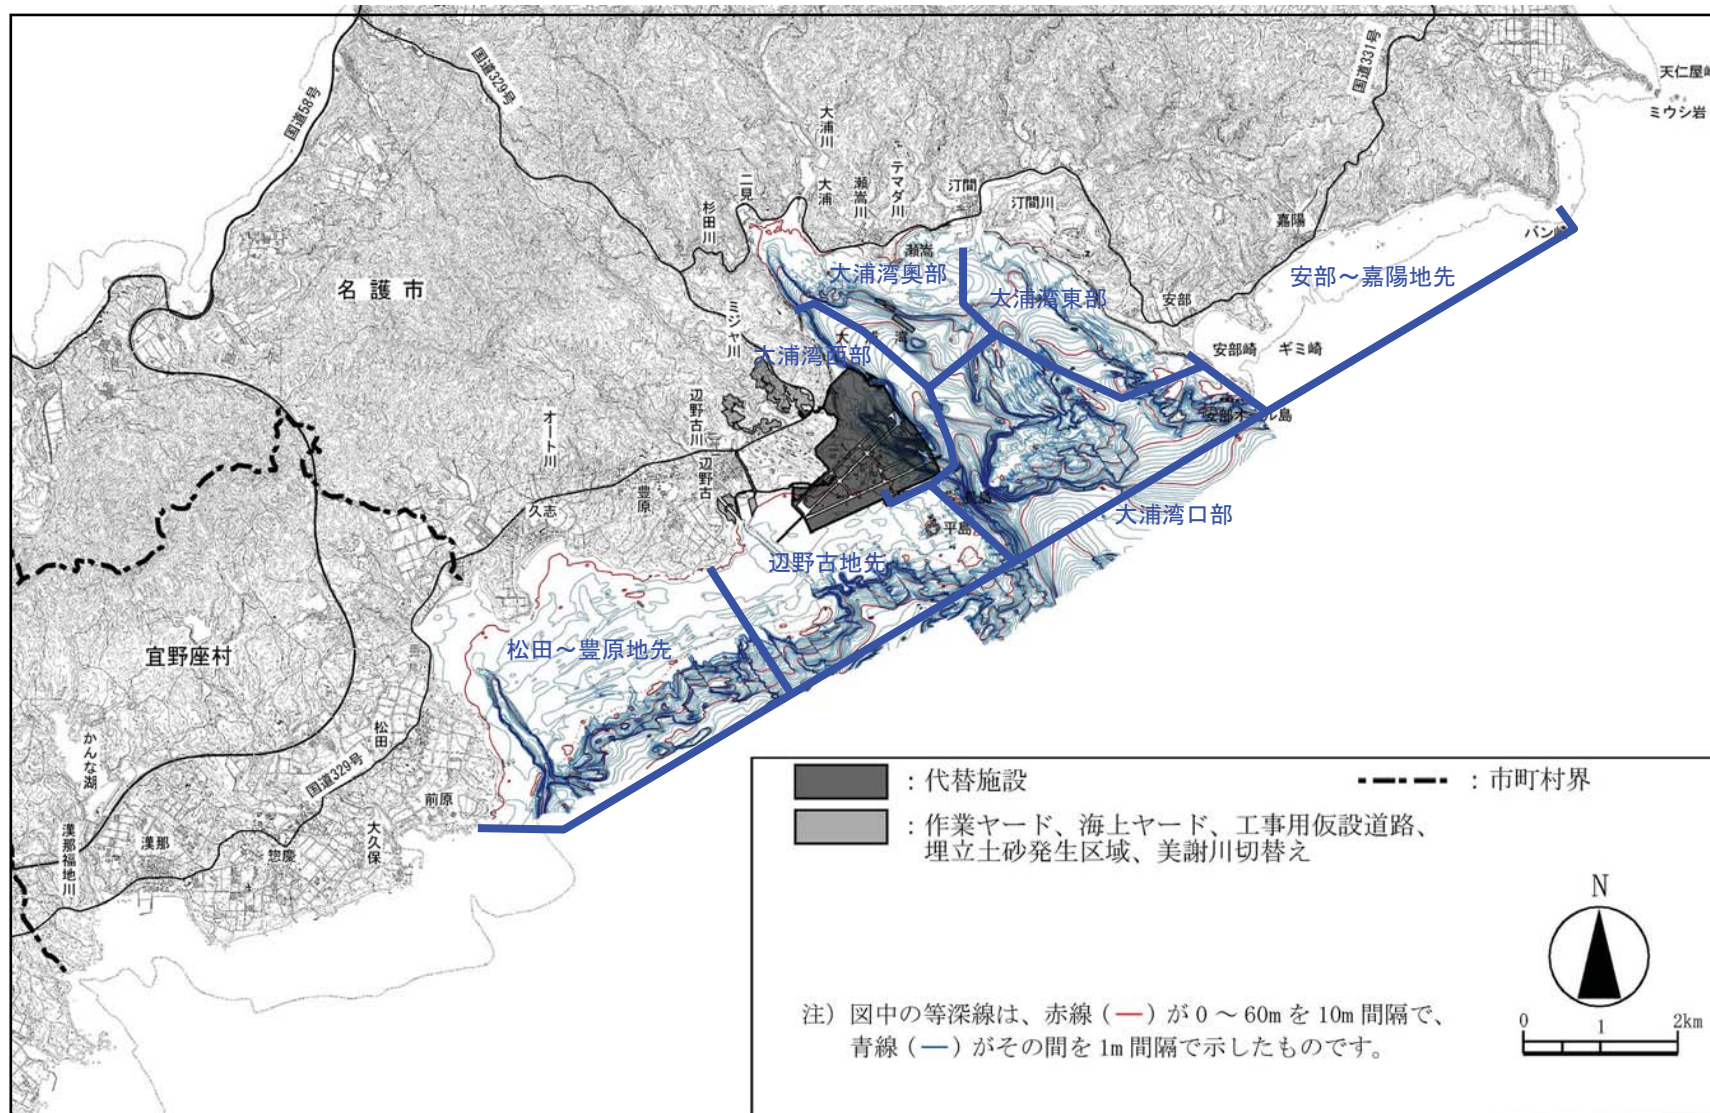 国道58号
国道329号
国道331号
天仁屋崎
ミウシ岩
大浦川
二見
大浦
瀬嵩川
テマダ川
汀間
汀間川
杉田川
瀬嵩
嘉陽
バン崎
大浦湾奥部
大浦湾東部
安部～嘉陽地先
名護市
安部
ミジャ川
大浦湾
大浦湾西部
安部崎
ギミ崎
安部オール島
辺野古川
辺野古
オート川
豊原
久志
大浦湾口部
平島
辺野古地先
松田～豊原地先
宜野座村
松田
かんな湖
国道329号
前原
大久保
漢那福地川
漢那
惣慶
：代替施設
：市町村界
：作業ヤード、海上ヤード、工事用仮設道路、
埋立土砂発生区域、美謝川切替え
N
0 1 2km
注）図中の等深線は、赤線（―）が0～60mを10m間隔で、
青線（―）がその間を1m間隔で示したものです。